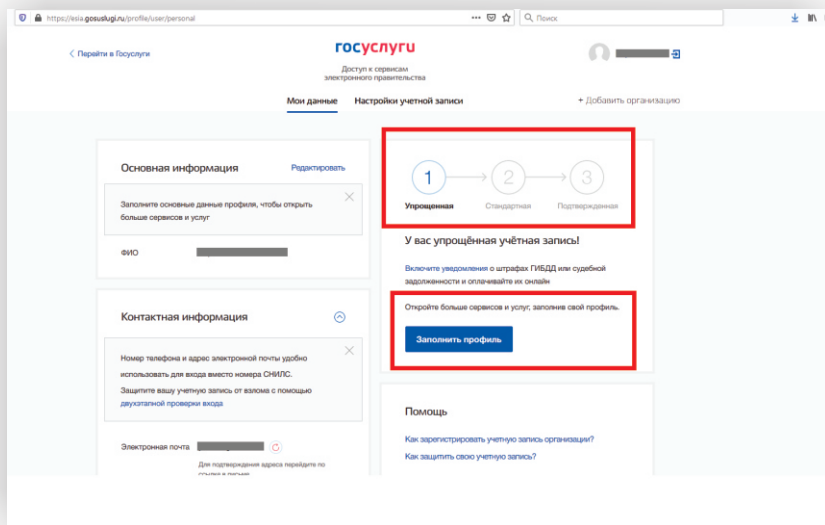 https://esia.gosuslugi.ru/profile/user/personal
Поиск
Перейти в Госуслуги
госуслуги
Доступ к сервисам
электронного правительства
Мои данные
Настройки учетной записи
+ Добавить организацию
Основная информация
Редактировать
Заполните основные данные профиля, чтобы открыть
больше сервисов и услуг
ФИО
Контактная информация
Номер телефона и адрес электронной почты удобно
использовать для входа вместо номера СНИЛС.
Защитите вашу учетную запись от взлома с помощью
двухэтапной проверки входа
Электронная почта
Для подтверждения адреса перейдите по
ссылке в письме
1
2
3
Упрощенная
Стандартная
Подтвержденная
У вас упрощённая учётная запись!
Включите уведомления о штрафах ГИБДД или судебной
задолженности и оплачивайте их онлайн
Откройте больше сервисов и услуг, заполнив свой профиль.
Заполнить профиль
Помощь
Как зарегистрировать учетную запись организации?
Как защитить свою учетную запись?